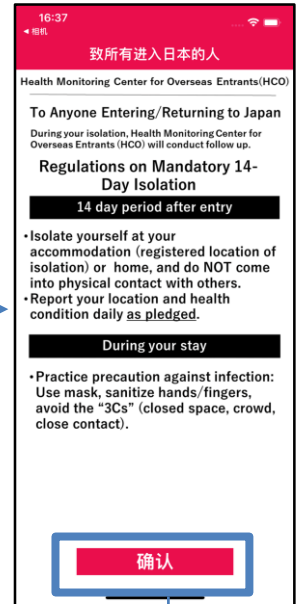 16:37
◀ 相机
致所有进入日本的人
Health Monitoring Center for Overseas Entrants(HCO)
To Anyone Entering/Returning to Japan
During your isolation, Health Monitoring Center for
Overseas Entrants (HCO) will conduct follow up.
Regulations on Mandatory 14-
Day Isolation
14 day period after entry
・Isolate yourself at your
accommodation (registered location of
isolation) or home, and do NOT come
into physical contact with others.
・Report your location and health
condition daily as pledged.
During your stay
・Practice precaution against infection:
Use mask, sanitize hands/fingers,
avoid the “3Cs” (closed space, crowd,
close contact).
确认